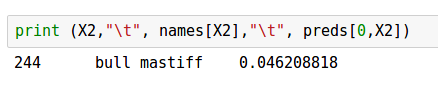 print (X2,"\t", names[X2],"\t", preds[0,X2])
244 bull mastiff 0.046208818